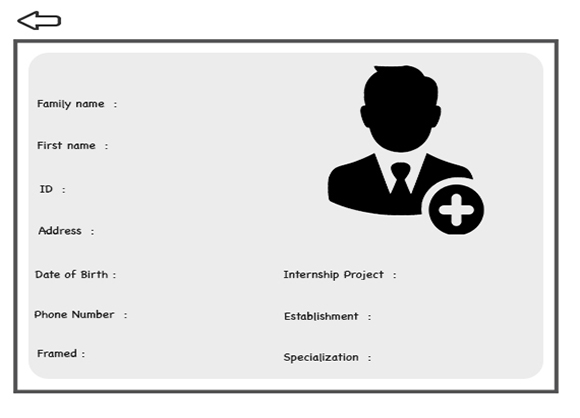 Family name :
First name :
ID :
Address :
Date of Birth :
Phone Number :
Framed :
Internship Project :
Establishment :
Specialization :